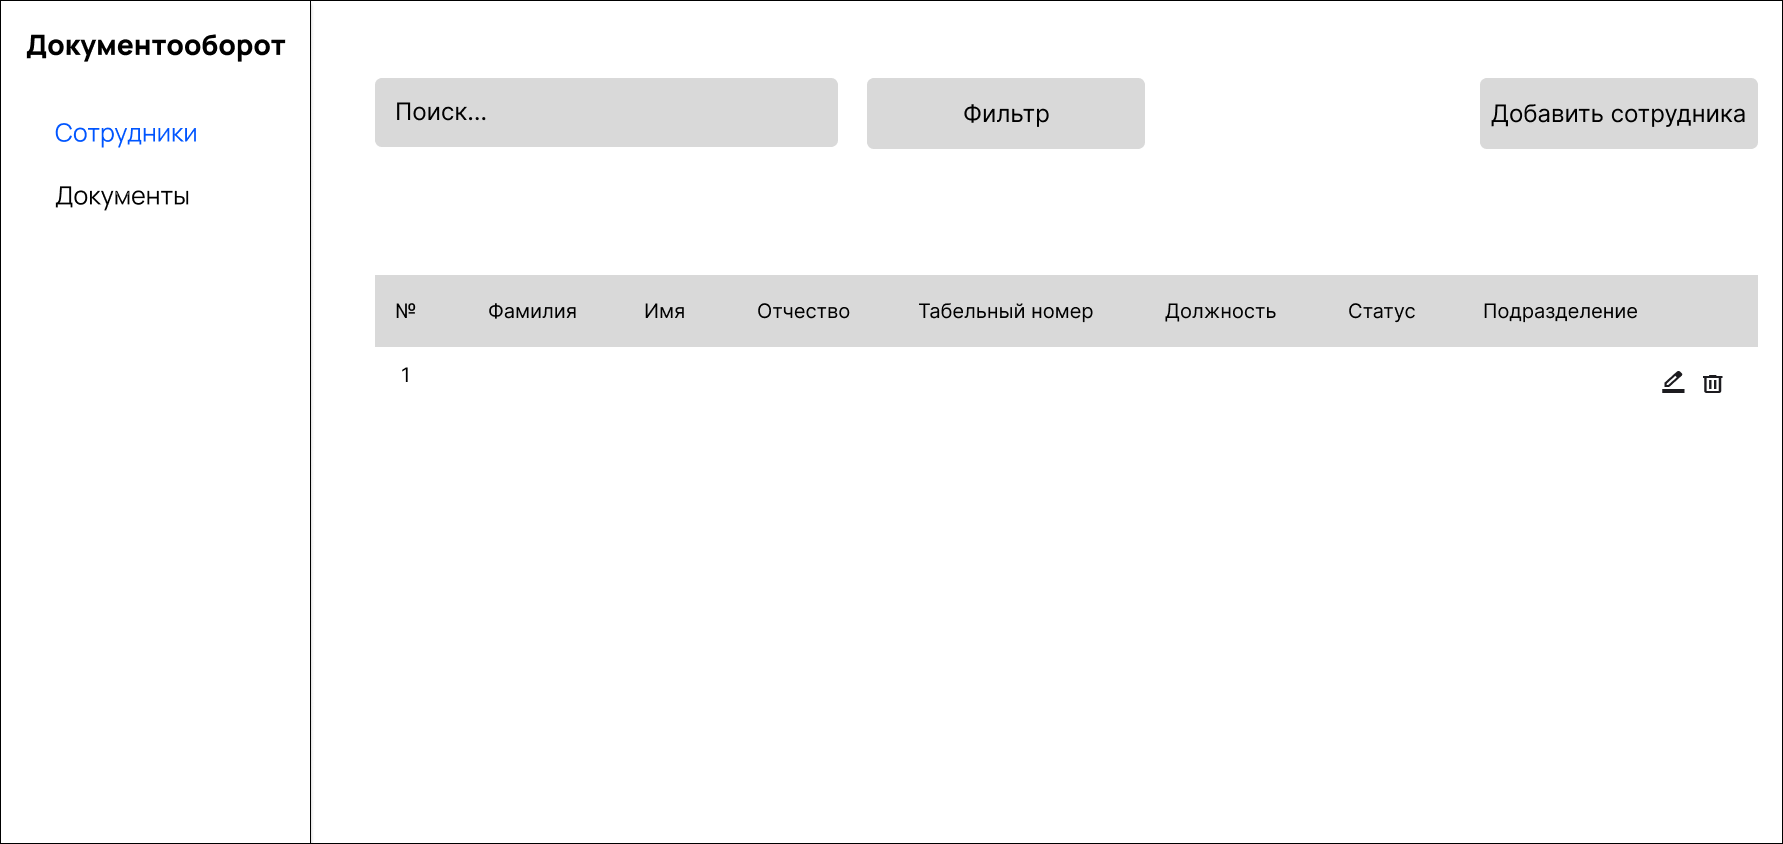 Документооборот
Сотрудники
Документы
Поиск...
Фильтр
Добавить сотрудника
№ Фамилия Имя Отчество Табельный номер Должность Статус Подразделение
1